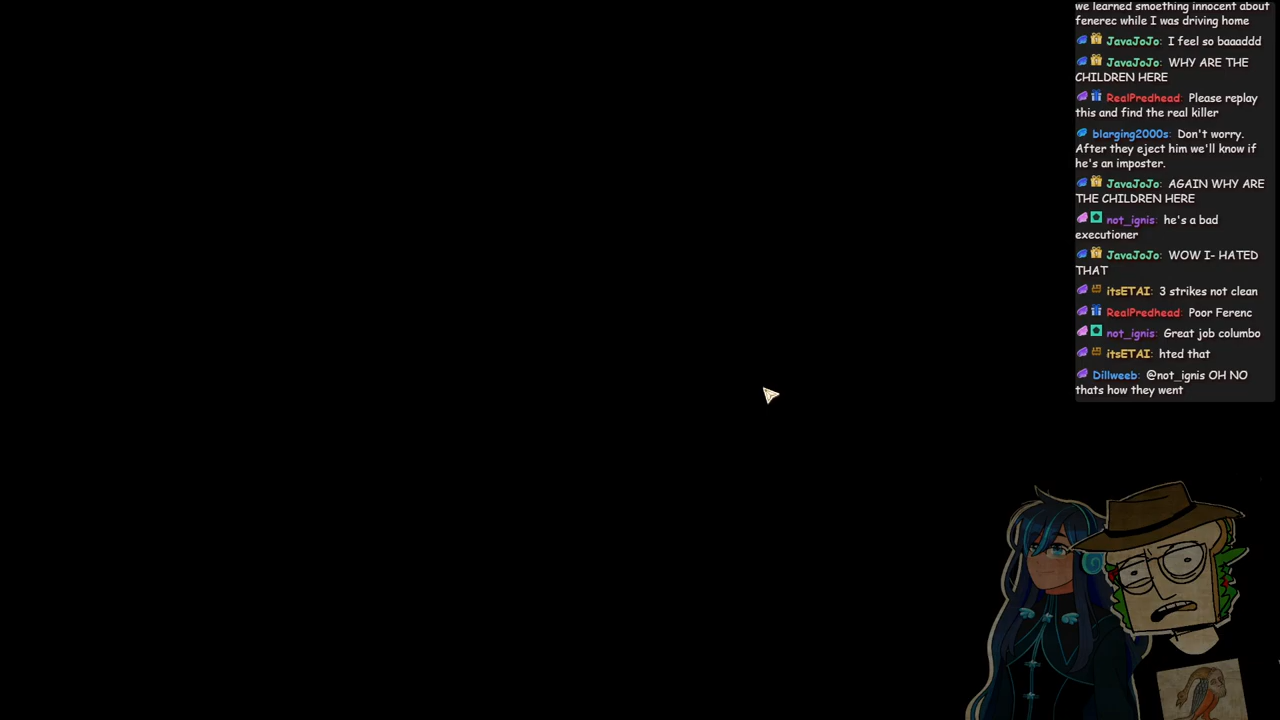 we learned smoething innocent about
fenerec while I was driving home
JavaJoJo: I feel so baaaddd
JavaJoJo: WHY ARE THE
CHILDREN HERE
RealPredhead: Please replay
this and find the real killer
blarging2000s: Don't worry.
After they eject him we'll know if
he's an imposter.
JavaJoJo: AGAIN WHY ARE
THE CHILDREN HERE
not_ignis: he's a bad
executioner
JavaJoJo: WOW I- HATED
THAT
itsETAI: 3 strikes not clean
RealPredhead: Poor Ferenc
not_ignis: Great job columbo
itsETAI: hted that
Dillweeb: @not_ignis OH NO
thats how they went